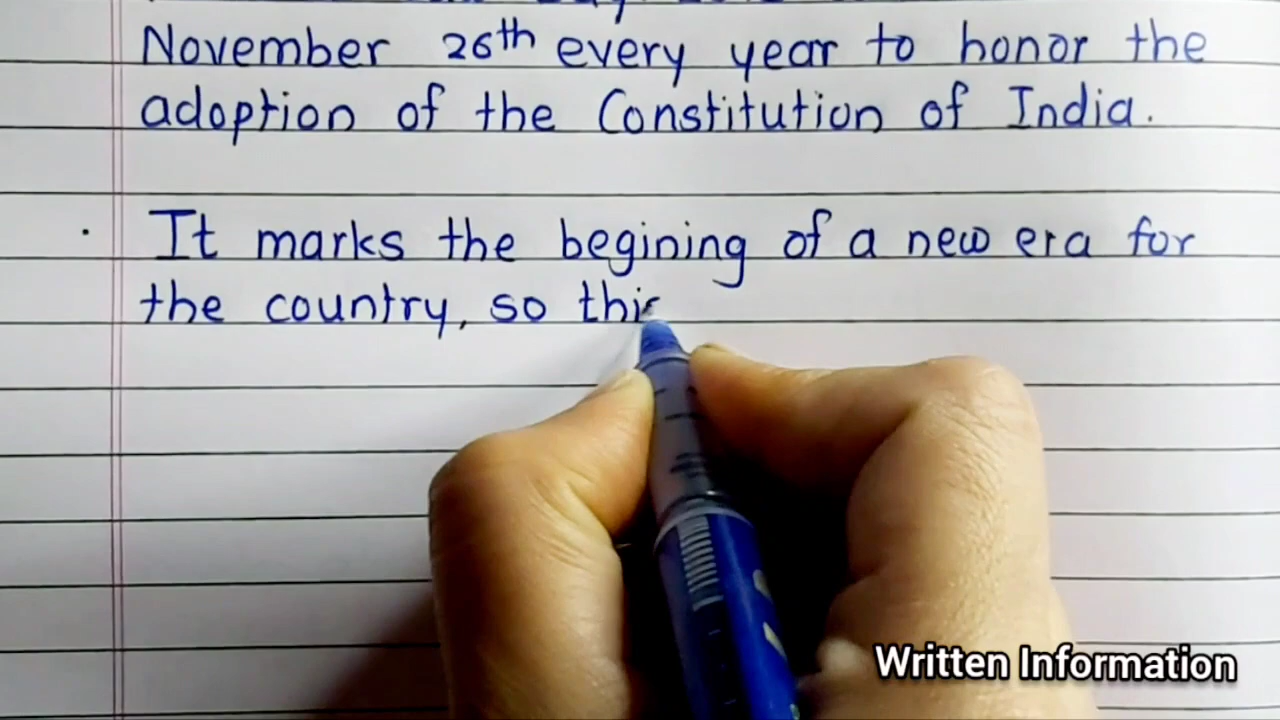 November 26th every year to honor the
adoption of the Constitution of India.
· It marks the begining of a new era for
the country, so this
Written Information